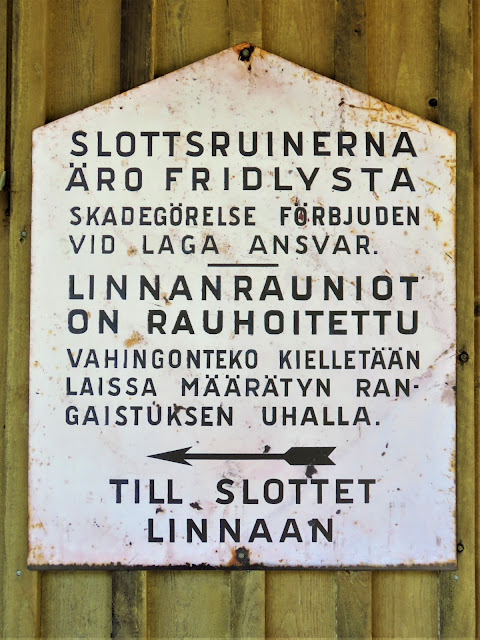 SLOTTSRUINERNA
ÄRO FRIDLYSTA
SKADEGÖRELSE FÖRBJUDEN
VID LAGA ANSVAR.
LINNANRAUNIOT
ON RAUHOITETTU
VAHINGONTEKO KIELLETÄÄN
LAISSA MÄÄRÄTYN RAN-
GAISTUKSEN UHALLA.
TILL SLOTTET
LINNAAN